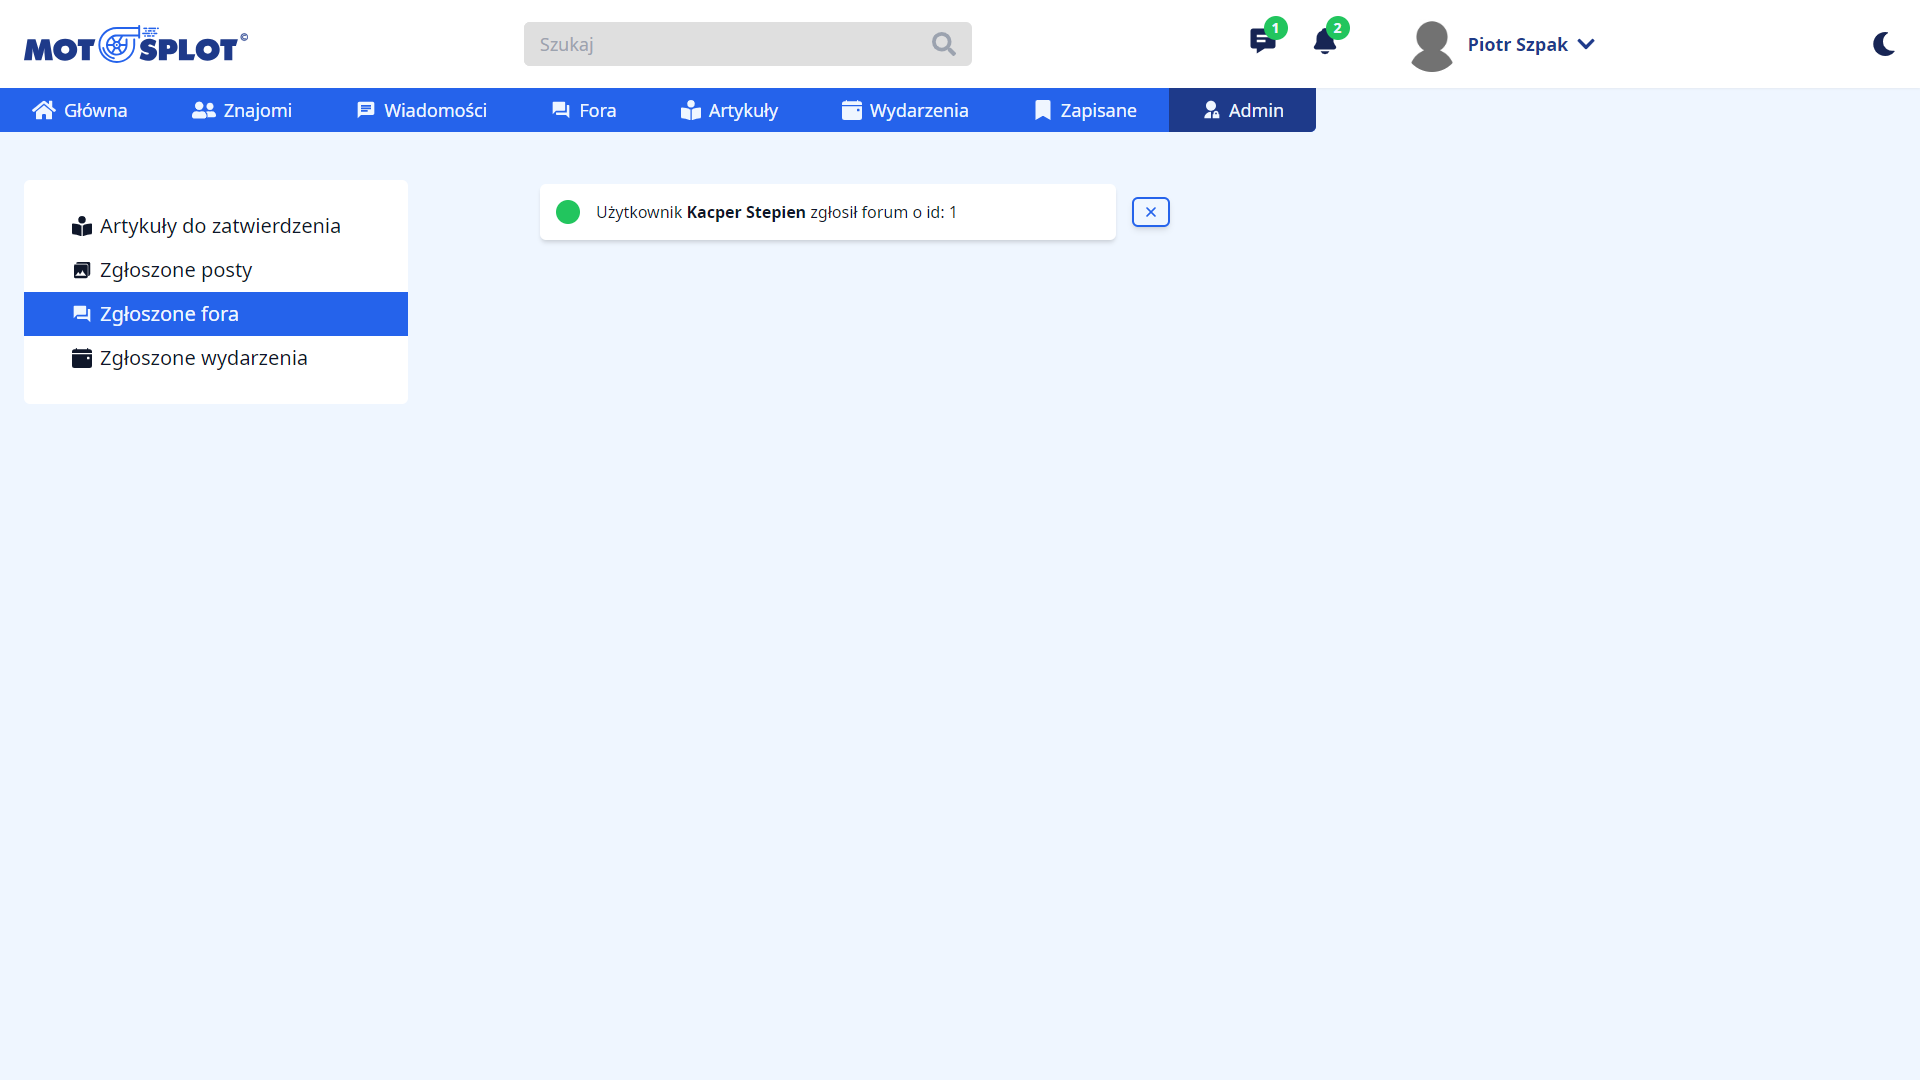 MOTOSPLOT©
Szukaj
1
2
Piotr Szpak
Główna
Znajomi
Wiadomości
Fora
Artykuły
Wydarzenia
Zapisane
Admin
Artykuły do zatwierdzenia
Zgłoszone posty
Zgłoszone fora
Zgłoszone wydarzenia
Użytkownik Kacper Stepien zgłosił forum o id: 1